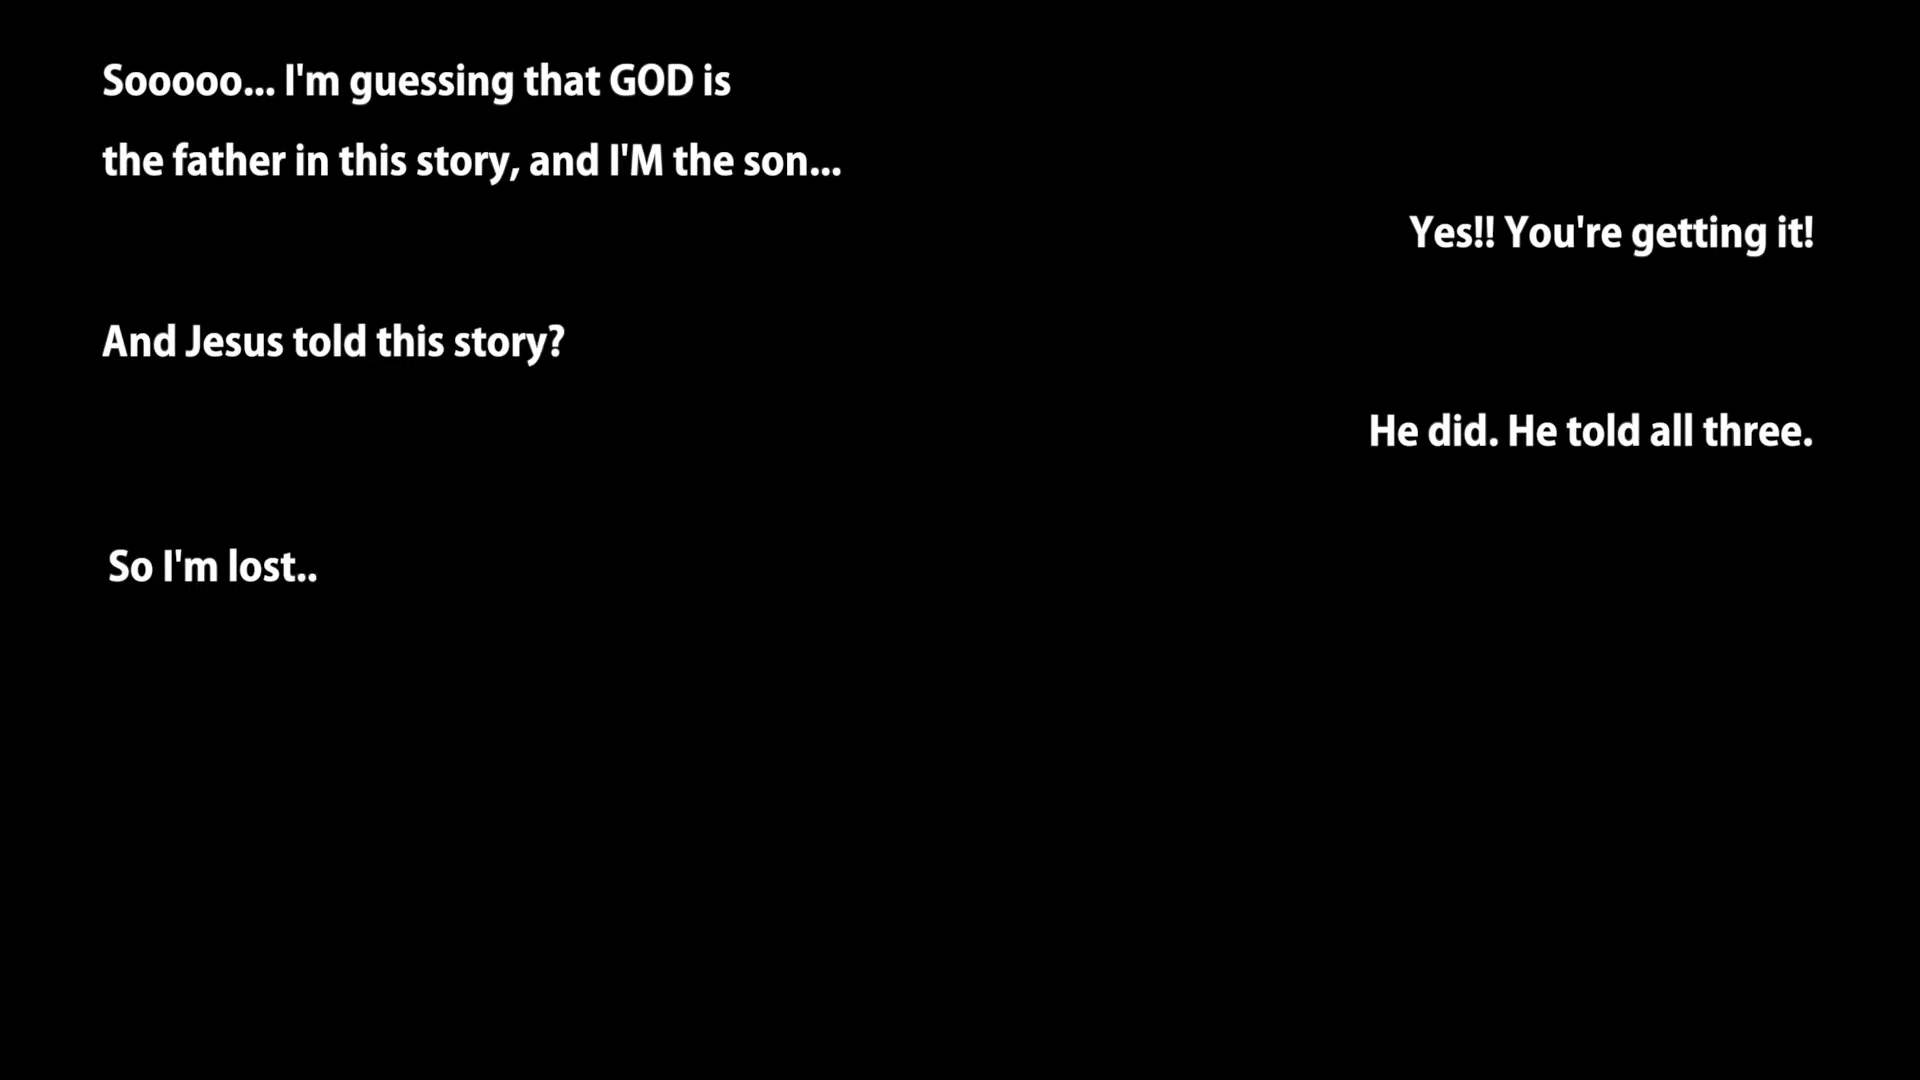 Sooooo... I'm guessing that GOD is
the father in this story, and I'M the son...
Yes!! You're getting it!
And Jesus told this story?
He did. He told all three.
So I'm lost..